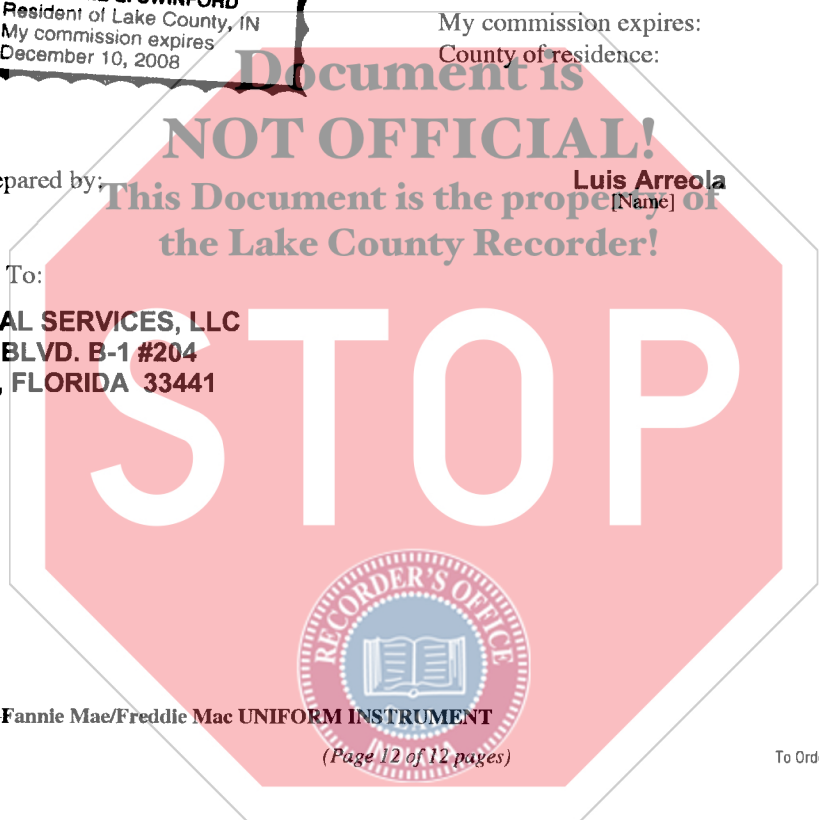 Resident of Lake County, IN
My commission expires
December 10, 2008
My commission expires:
County of residence:
Document is
NOT OFFICIAL!
This Document is the property of
the Lake County Recorder!
epared by:
Luis Arreola
[Name]
To:
AL SERVICES, LLC
BLVD. B-1 #204
, FLORIDA 33441
STOP
RECORDER'S OFFICE
Fannie Mae/Freddie Mac UNIFORM INSTRUMENT
(Page 12 of 12 pages)
To Ord